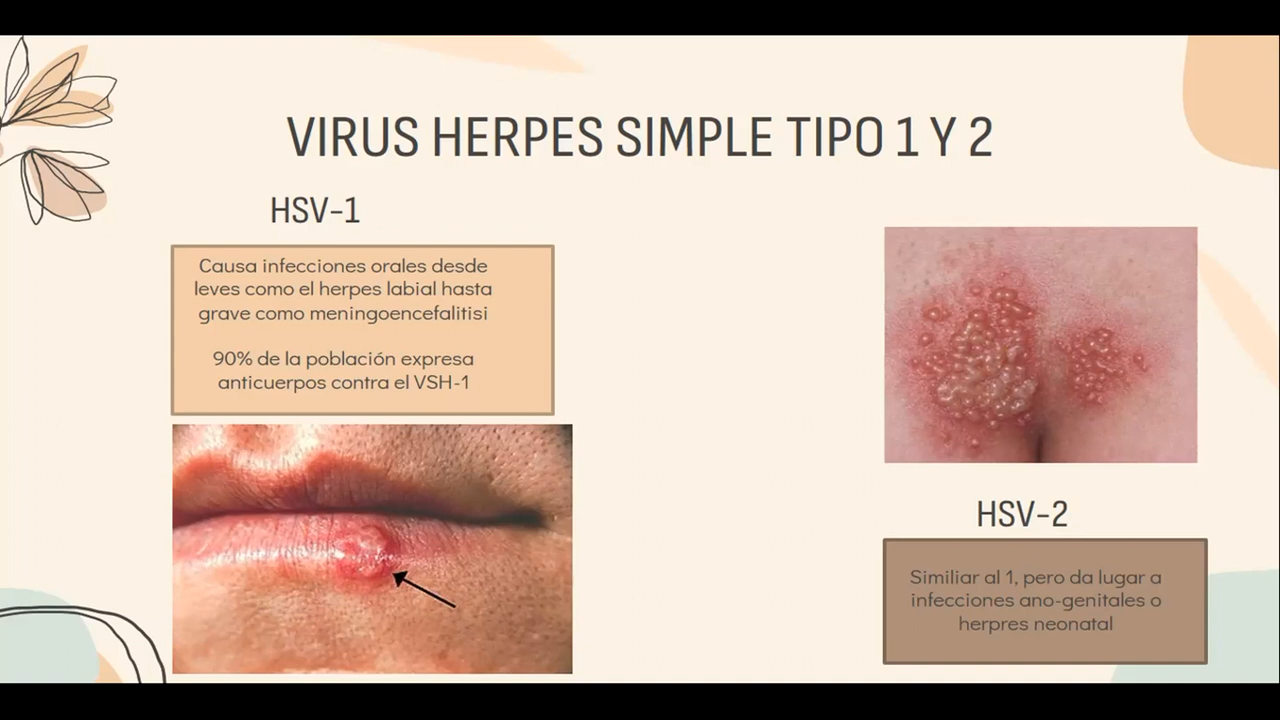 VIRUS HERPES SIMPLE TIPO 1 Y 2
HSV-1
Causa infecciones orales desde
leves como el herpes labial hasta
grave como meningoencefalitisi
90% de la población expresa
anticuerpos contra el VSH-1
HSV-2
Similiar al 1, pero da lugar a
infecciones ano-genitales o
herpres neonatal